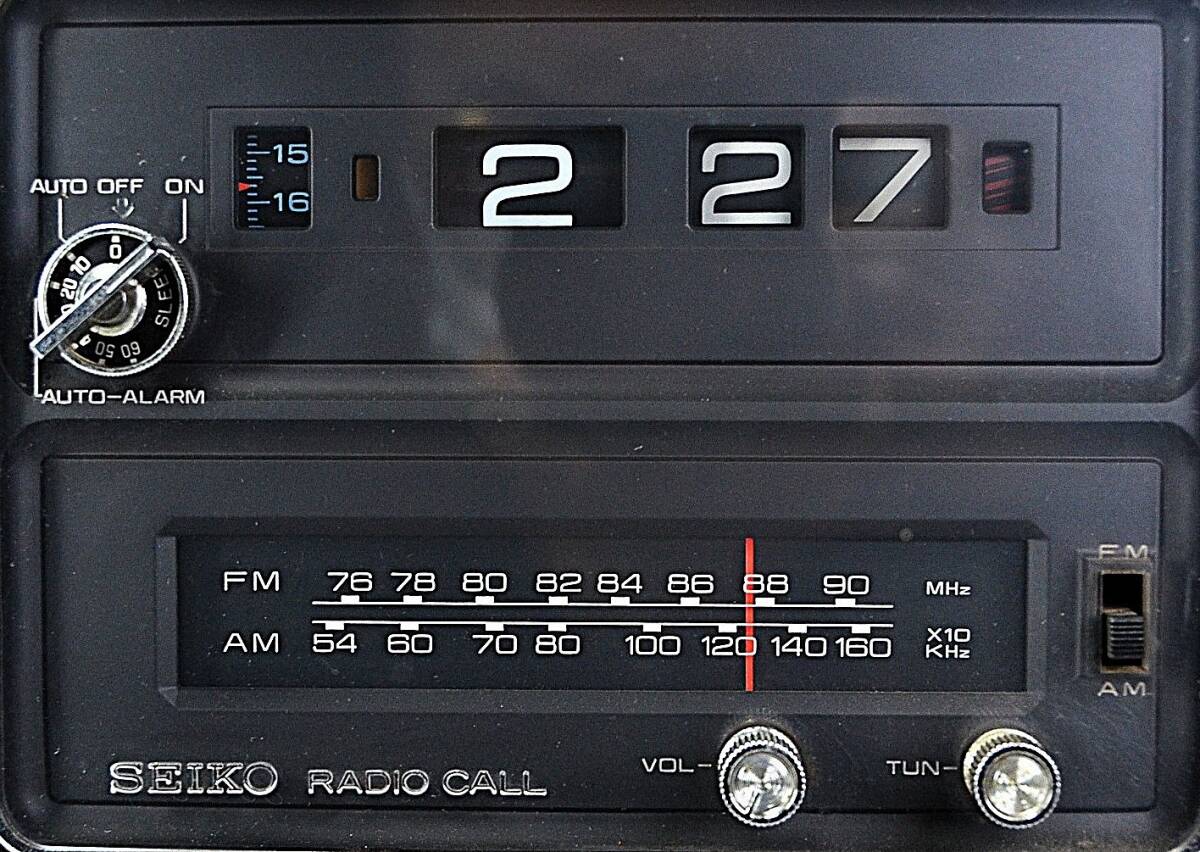 15
16
2 27
AUTO OFF ON
0
10
20
50
60
SLEEP
AUTO-ALARM
FM 76 78 80 82 84 86 88 90 MHz
AM 54 60 70 80 100 120 140 160 X10 KHz
FM
AM
VOL-
TUN-
SEIKO RADIO CALL